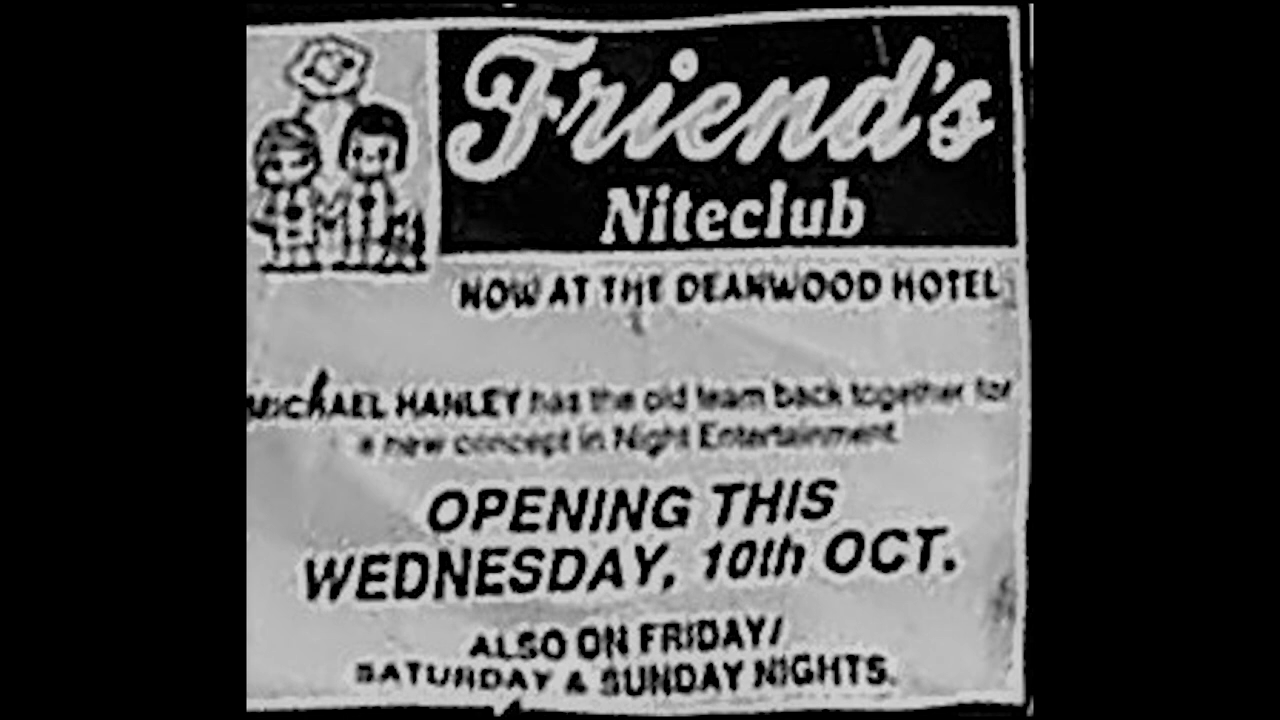 Friend's
Niteclub
NOW AT THE DEANWOOD HOTEL
MICHAEL HANLEY has the old team back together for
a new concept in Night Entertainment.
OPENING THIS
WEDNESDAY, 10th OCT.
ALSO ON FRIDAY/
SATURDAY & SUNDAY NIGHTS.